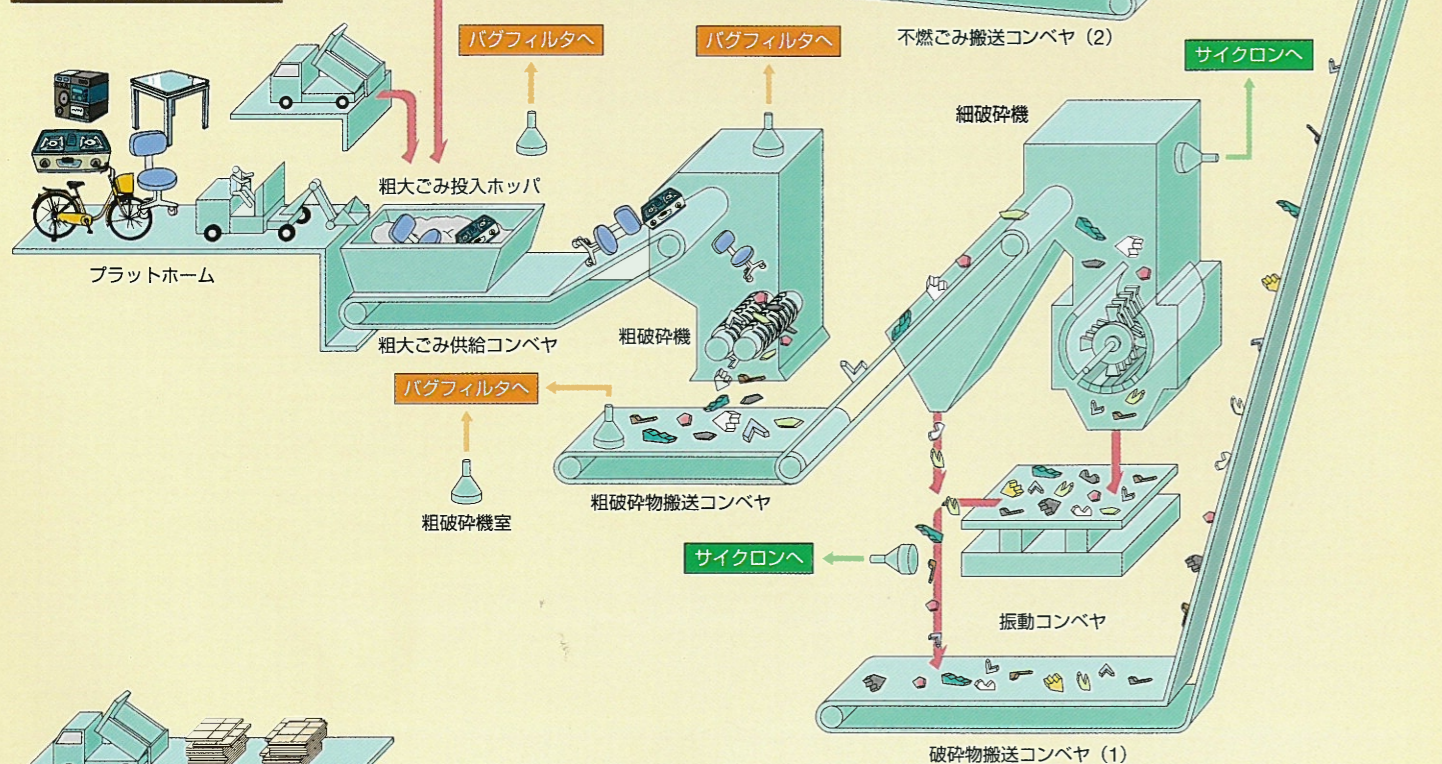 バグフィルタへ
バグフィルタへ
不燃ごみ搬送コンベヤ（2）
サイクロンへ
細破砕機
粗大ごみ投入ホッパ
プラットホーム
粗大ごみ供給コンベヤ
粗破砕機
バグフィルタへ
粗破砕物搬送コンベヤ
粗破砕機室
サイクロンへ
振動コンベヤ
破砕物搬送コンベヤ（1）